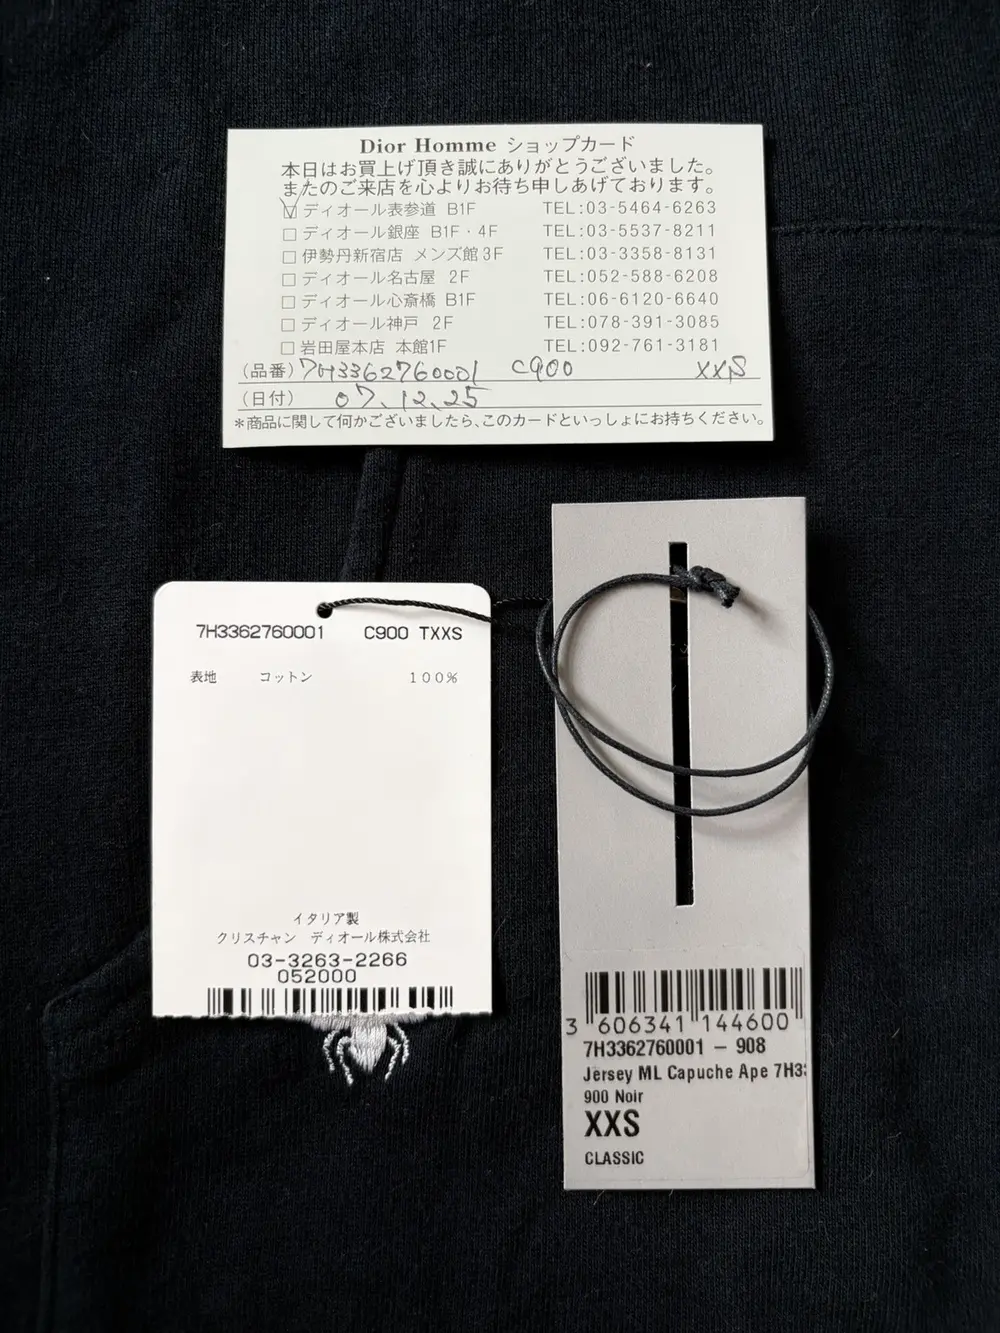 Dior Homme ショップカード
本日はお買上げ頂き誠にありがとうございました。
またのご来店を心よりお待ち申しあげております。
☑ ディオール表参道 B1F TEL:03-5464-6263
□ ディオール銀座 B1F・4F TEL:03-5537-8211
□ 伊勢丹新宿店 メンズ館3F TEL:03-3358-8131
□ ディオール名古屋 2F TEL:052-588-6208
□ ディオール心斎橋 B1F TEL:06-6120-6640
□ ディオール神戸 2F TEL:078-391-3085
□ 岩田屋本店 本館1F TEL:092-761-3181
(品番) 7H3362760001 C900 XXS
(日付) 07.12.25
*商品に関して何かございましたら、このカードといっしょにお持ちください。
7H3362760001 C900 TXXS
表地 コットン 100%
イタリア製
クリスチャン ディオール株式会社
03-3263-2266
052000
3 606341 144600
7H3362760001 – 908
Jersey ML Capuche Ape 7H33
900 Noir
XXS
CLASSIC